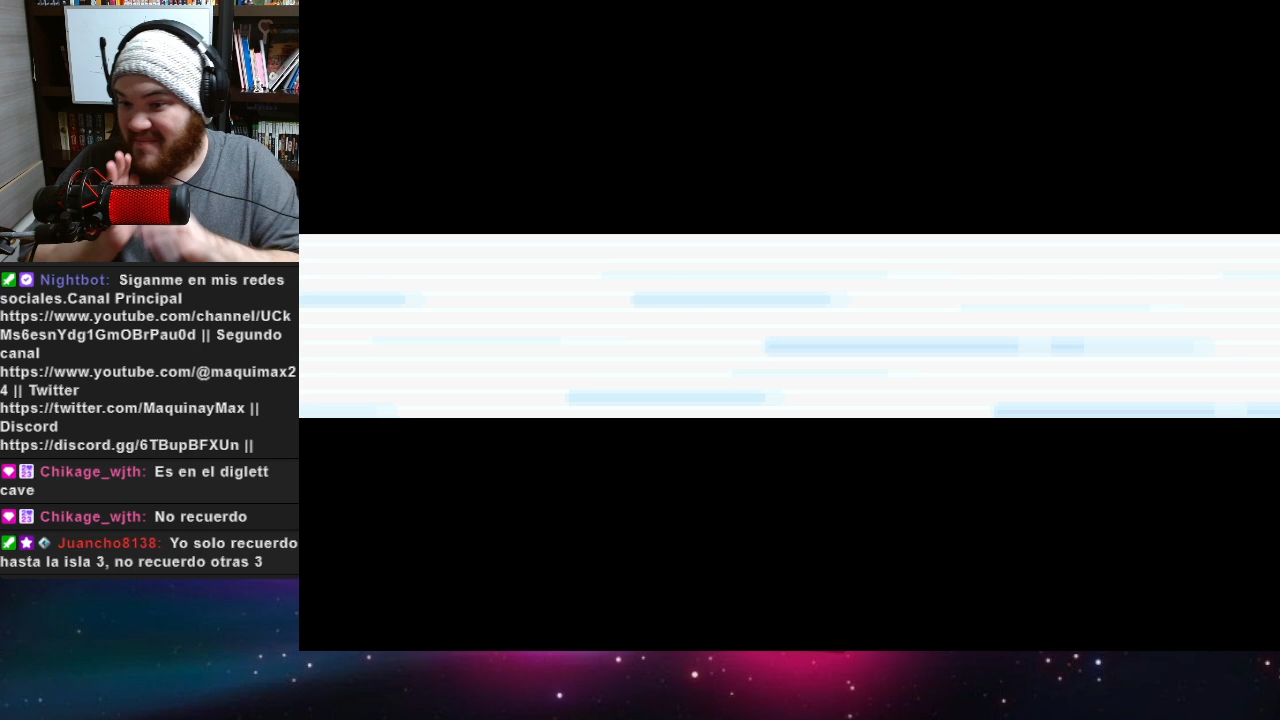 Nightbot: Siganme en mis redes
sociales.Canal Principal
https://www.youtube.com/channel/UCk
Ms6esnYdg1GmOBrPau0d || Segundo
canal
https://www.youtube.com/@maquimax2
4 || Twitter
https://twitter.com/MaquinayMax ||
Discord
https://discord.gg/6TBupBFXUn ||
Chikage_wjth: Es en el diglett
cave
Chikage_wjth: No recuerdo
Juancho8138: Yo solo recuerdo
hasta la isla 3, no recuerdo otras 3